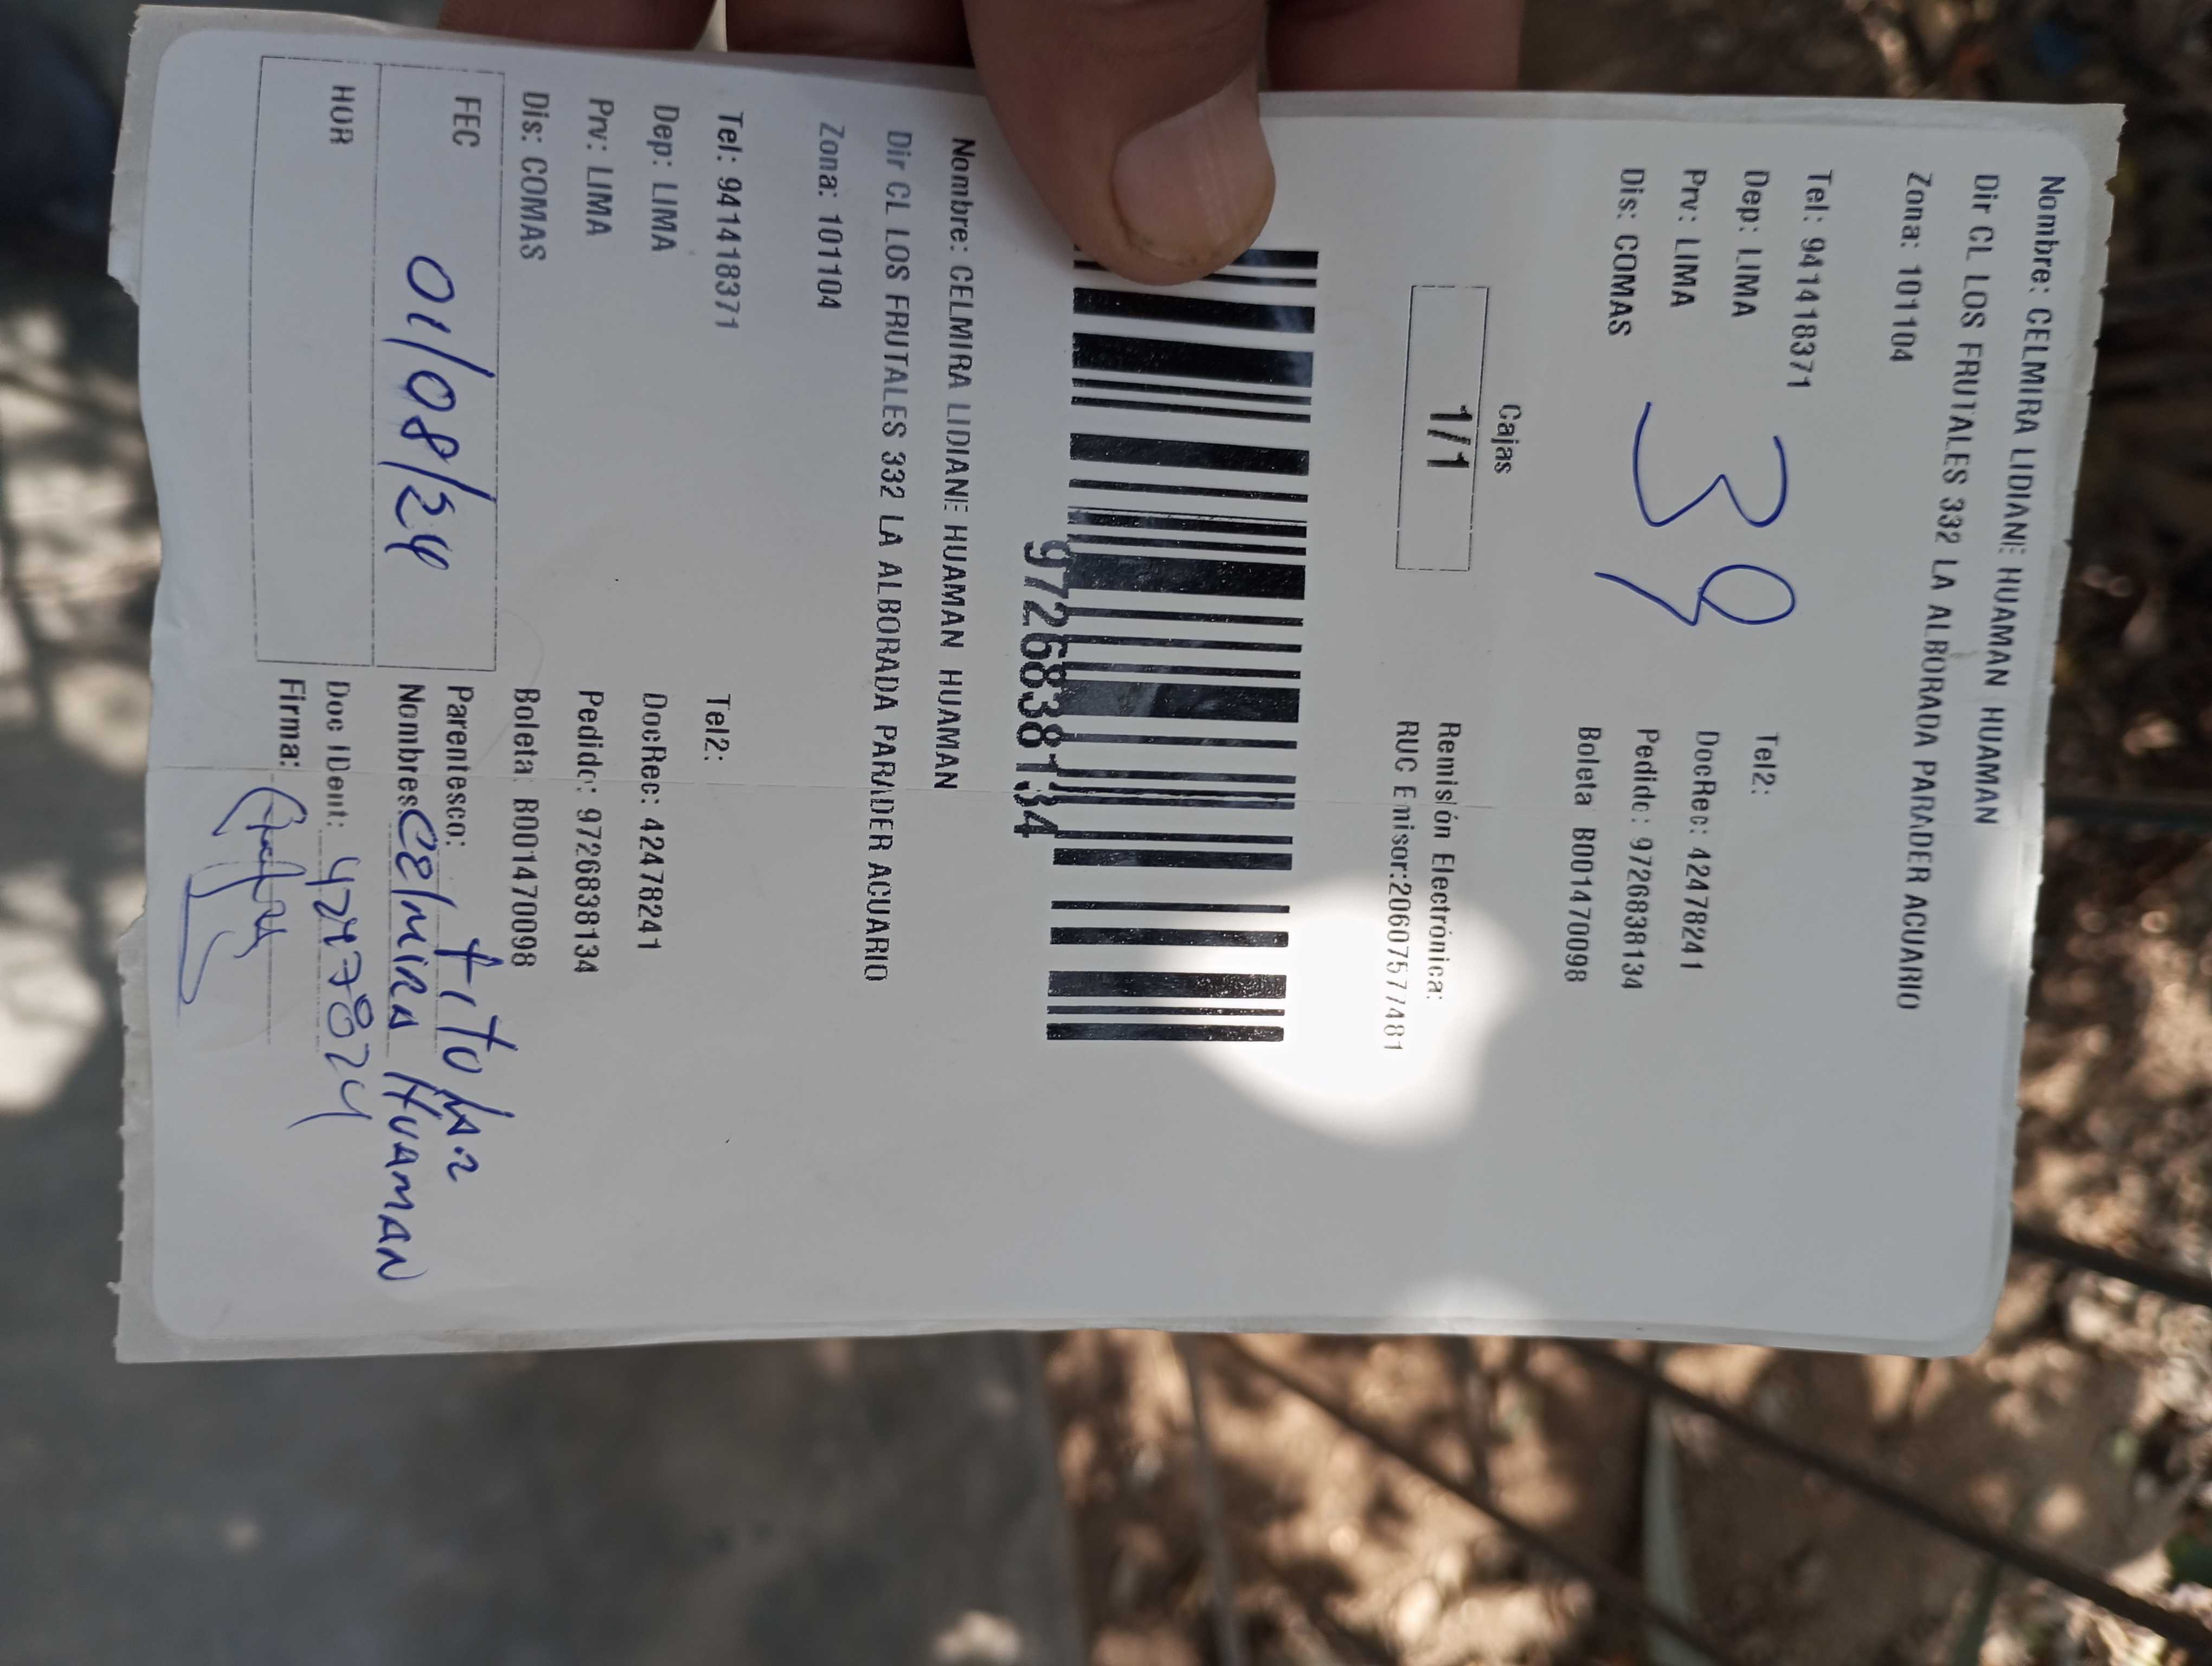 Nombre: CELMIRA LIDIANE HUAMAN HUAMAN
Dir CL LOS FRUTALES 332 LA ALBORADA PARADER ACUARIO
Zona: 101104
Tel: 941418371 Tel2:
Dep: LIMA DocRec: 42478241
Prv: LIMA Pedido: 9726838134
Dis: COMAS Boleta B001470098
39
Cajas
1/1
Remisión Electrónica:
RUC Emisor:20607577481
9726838134
Nombre: CELMIRA LIDIANE HUAMAN HUAMAN
Dir CL LOS FRUTALES 332 LA ALBORADA PARADER ACUARIO
Zona: 101104
Tel: 941418371 Tel2:
Dep: LIMA DocRec: 42478241
Prv: LIMA Pedido: 9726838134
Dis: COMAS Boleta: B001470098
FEC 01/08/24
HOR
Parentesco: titular
Nombres Celmira Huaman
Doc IDent:
Firma: